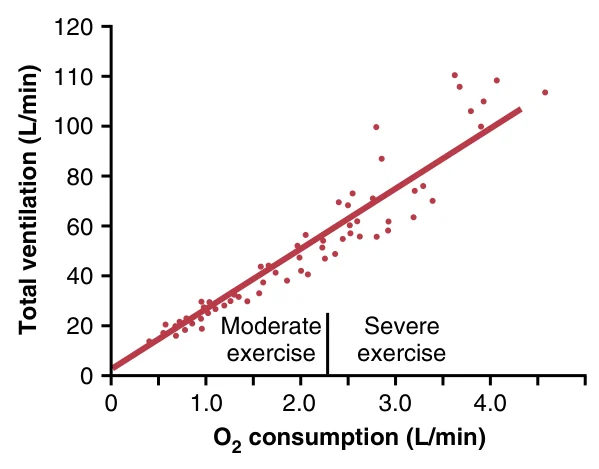 120
110
100
80
60
40
20
0
Total ventilation (L/min)
Moderate
exercise
Severe
exercise
0 1.0 2.0 3.0 4.0
O2 consumption (L/min)